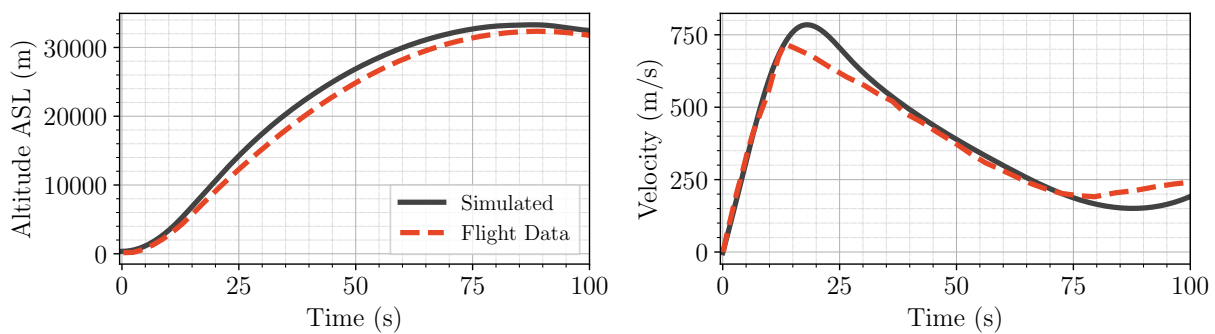 Altitude ASL (m)
30000
20000
10000
0
Simulated
Flight Data
0 25 50 75 100
Time (s)
Velocity (m/s)
750
500
250
0
0 25 50 75 100
Time (s)